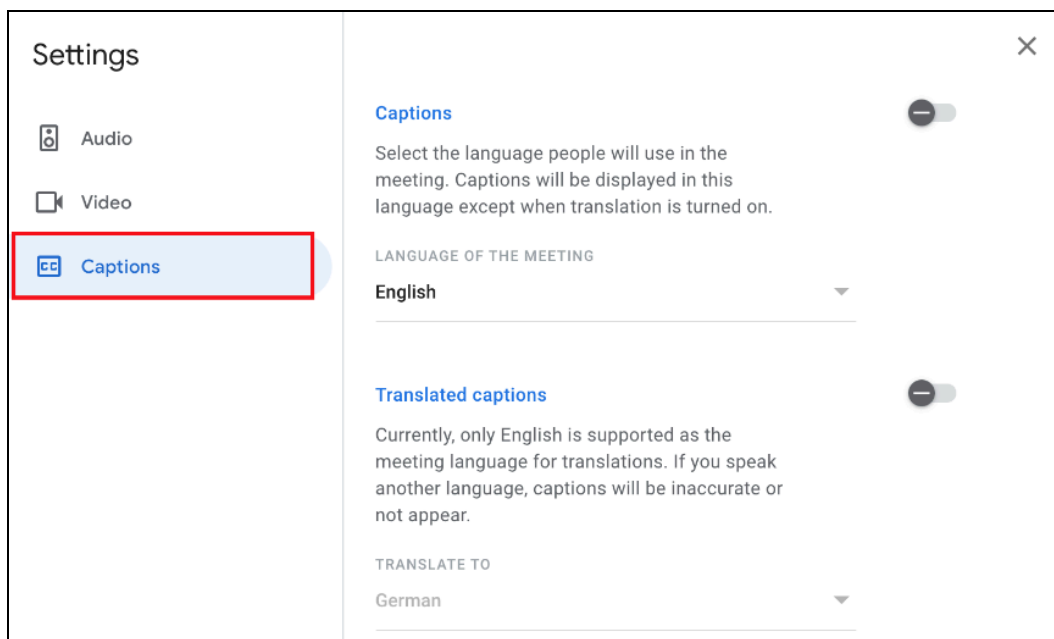 Settings
Audio
Video
Captions
Captions
Select the language people will use in the
meeting. Captions will be displayed in this
language except when translation is turned on.
LANGUAGE OF THE MEETING
English
Translated captions
Currently, only English is supported as the
meeting language for translations. If you speak
another language, captions will be inaccurate or
not appear.
TRANSLATE TO
German